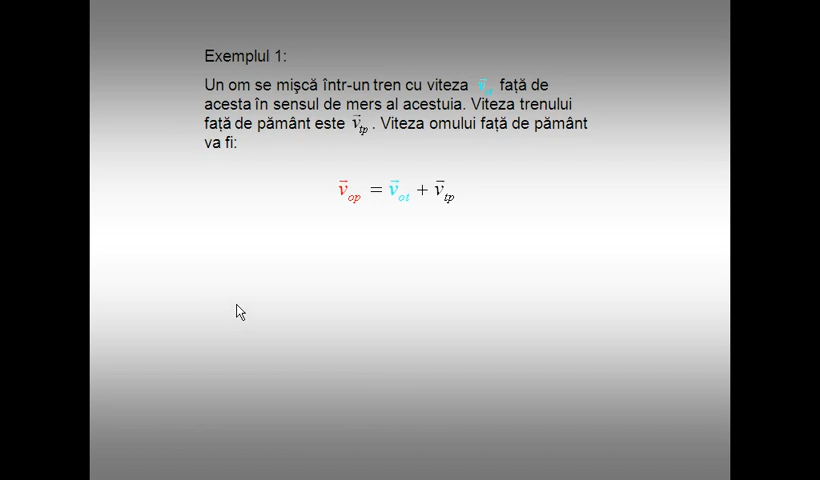 Exemplul 1:
Un om se mişcă într-un tren cu viteza v⃗ot faţă de
acesta în sensul de mers al acestuia. Viteza trenului
faţă de pământ este v⃗tp . Viteza omului faţă de pământ
va fi:
v⃗op = v⃗ot + v⃗tp